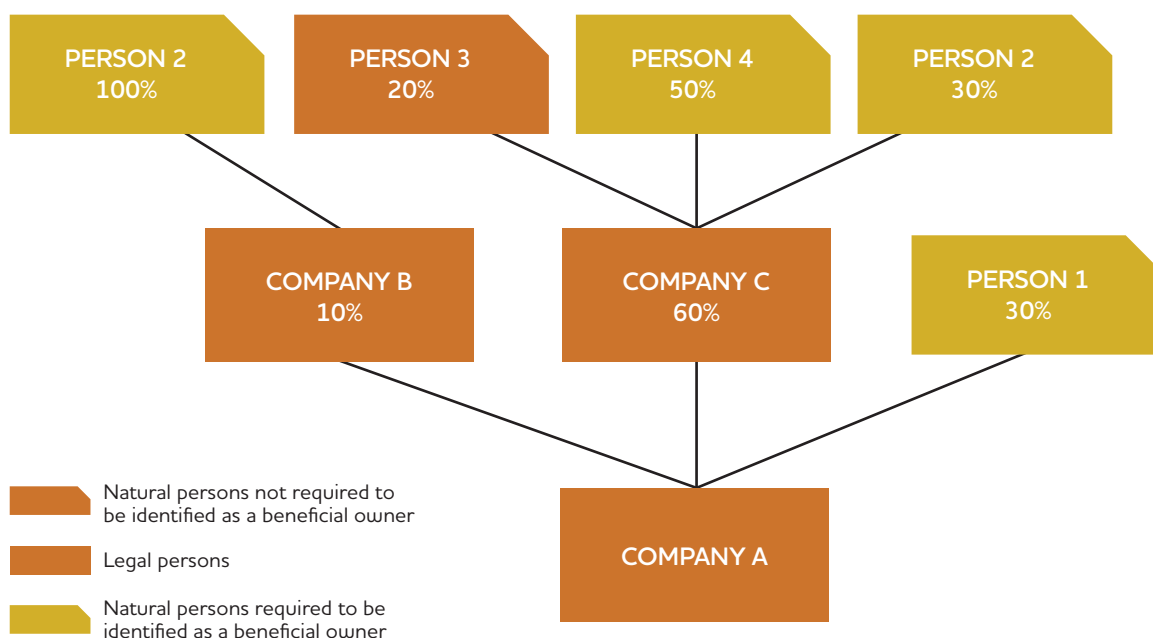 PERSON 2
100%
PERSON 3
20%
PERSON 4
50%
PERSON 2
30%
COMPANY B
10%
COMPANY C
60%
PERSON 1
30%
COMPANY A
Natural persons not required to
be identified as a beneficial owner
Legal persons
Natural persons required to be
identified as a beneficial owner